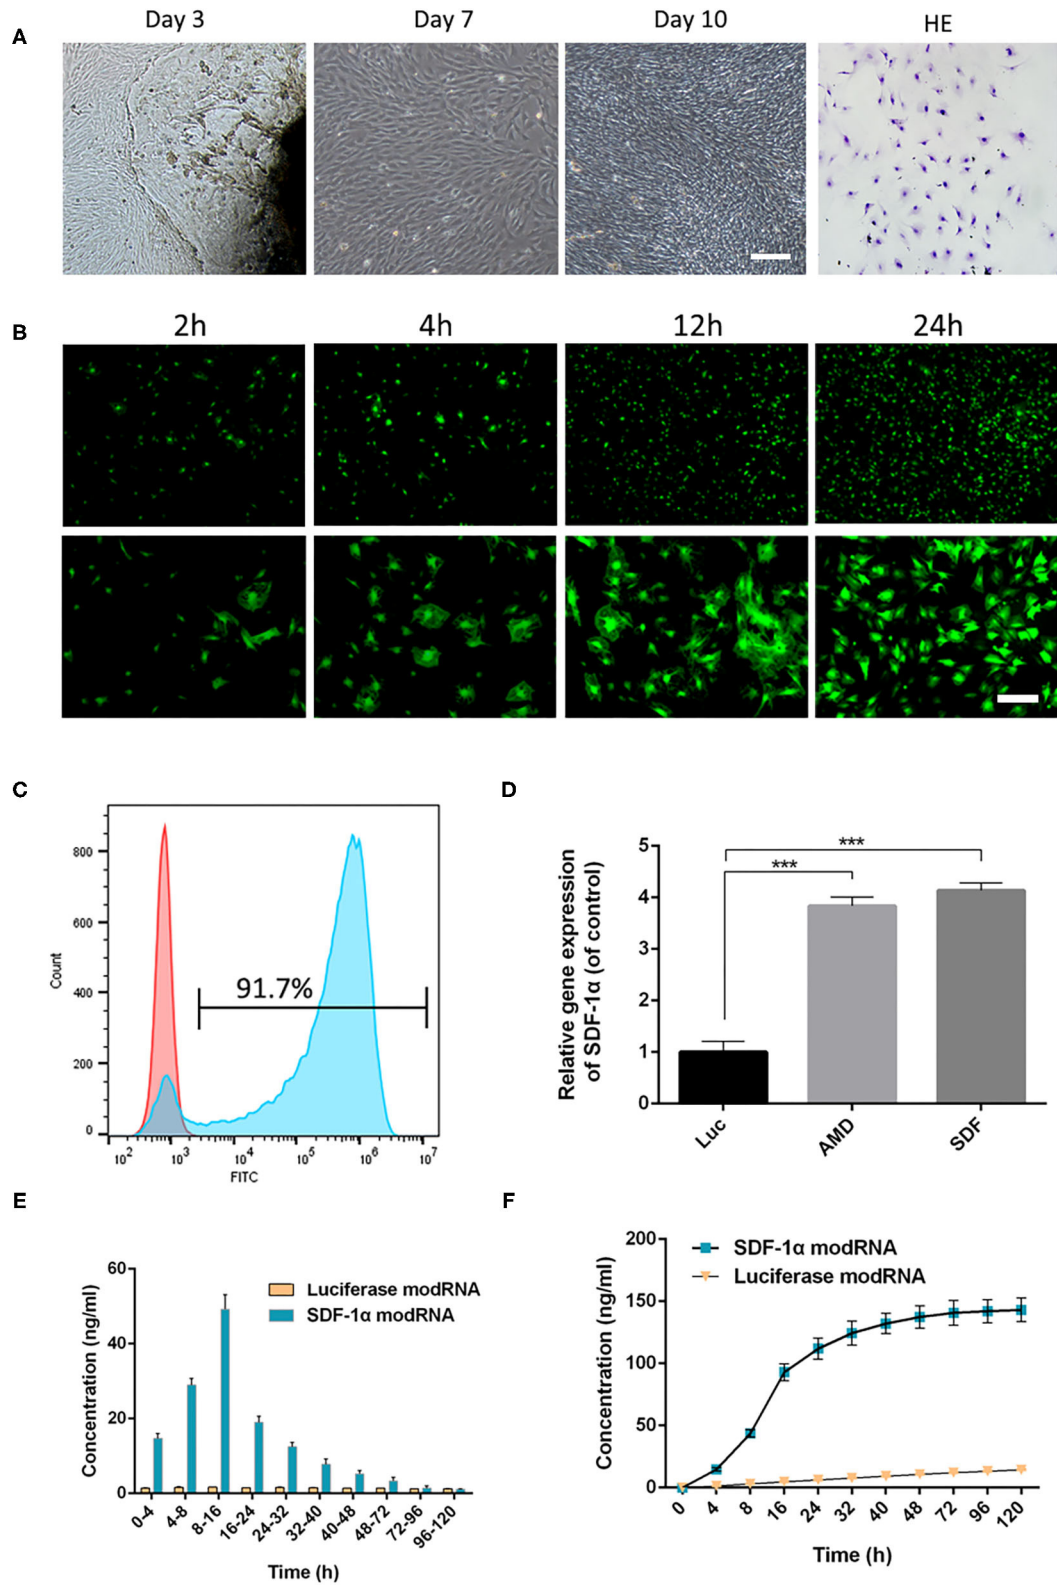 A
Day 3
Day 7
Day 10
HE
B
2h
4h
12h
24h
C
800
600
400
200
0
Count
91.7%
10²
10³
10⁴
10⁵
10⁶
10⁷
FITC
D
Relative gene expression
of SDF-1α (of control)
5
4
3
2
1
0
***
***
Luc
AMD
SDF
E
Concentration (ng/ml)
60
40
20
0
Luciferase modRNA
SDF-1α modRNA
0-4
4-8
8-16
16-24
24-32
32-40
40-48
48-72
72-96
96-120
Time (h)
F
Concentration (ng/ml)
200
150
100
50
0
SDF-1α modRNA
Luciferase modRNA
0
4
8
16
24
32
40
48
72
96
120
Time (h)